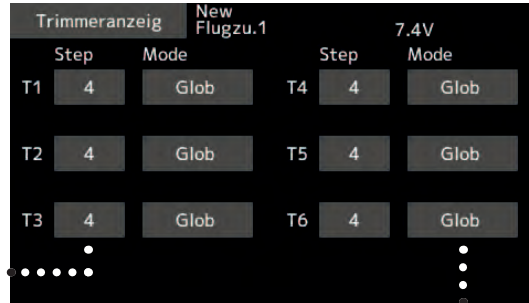 Trimmeranzeig New
Flugzu.1 7.4V
Step Mode Step Mode
T1 4 Glob T4 4 Glob
T2 4 Glob T5 4 Glob
T3 4 Glob T6 4 Glob